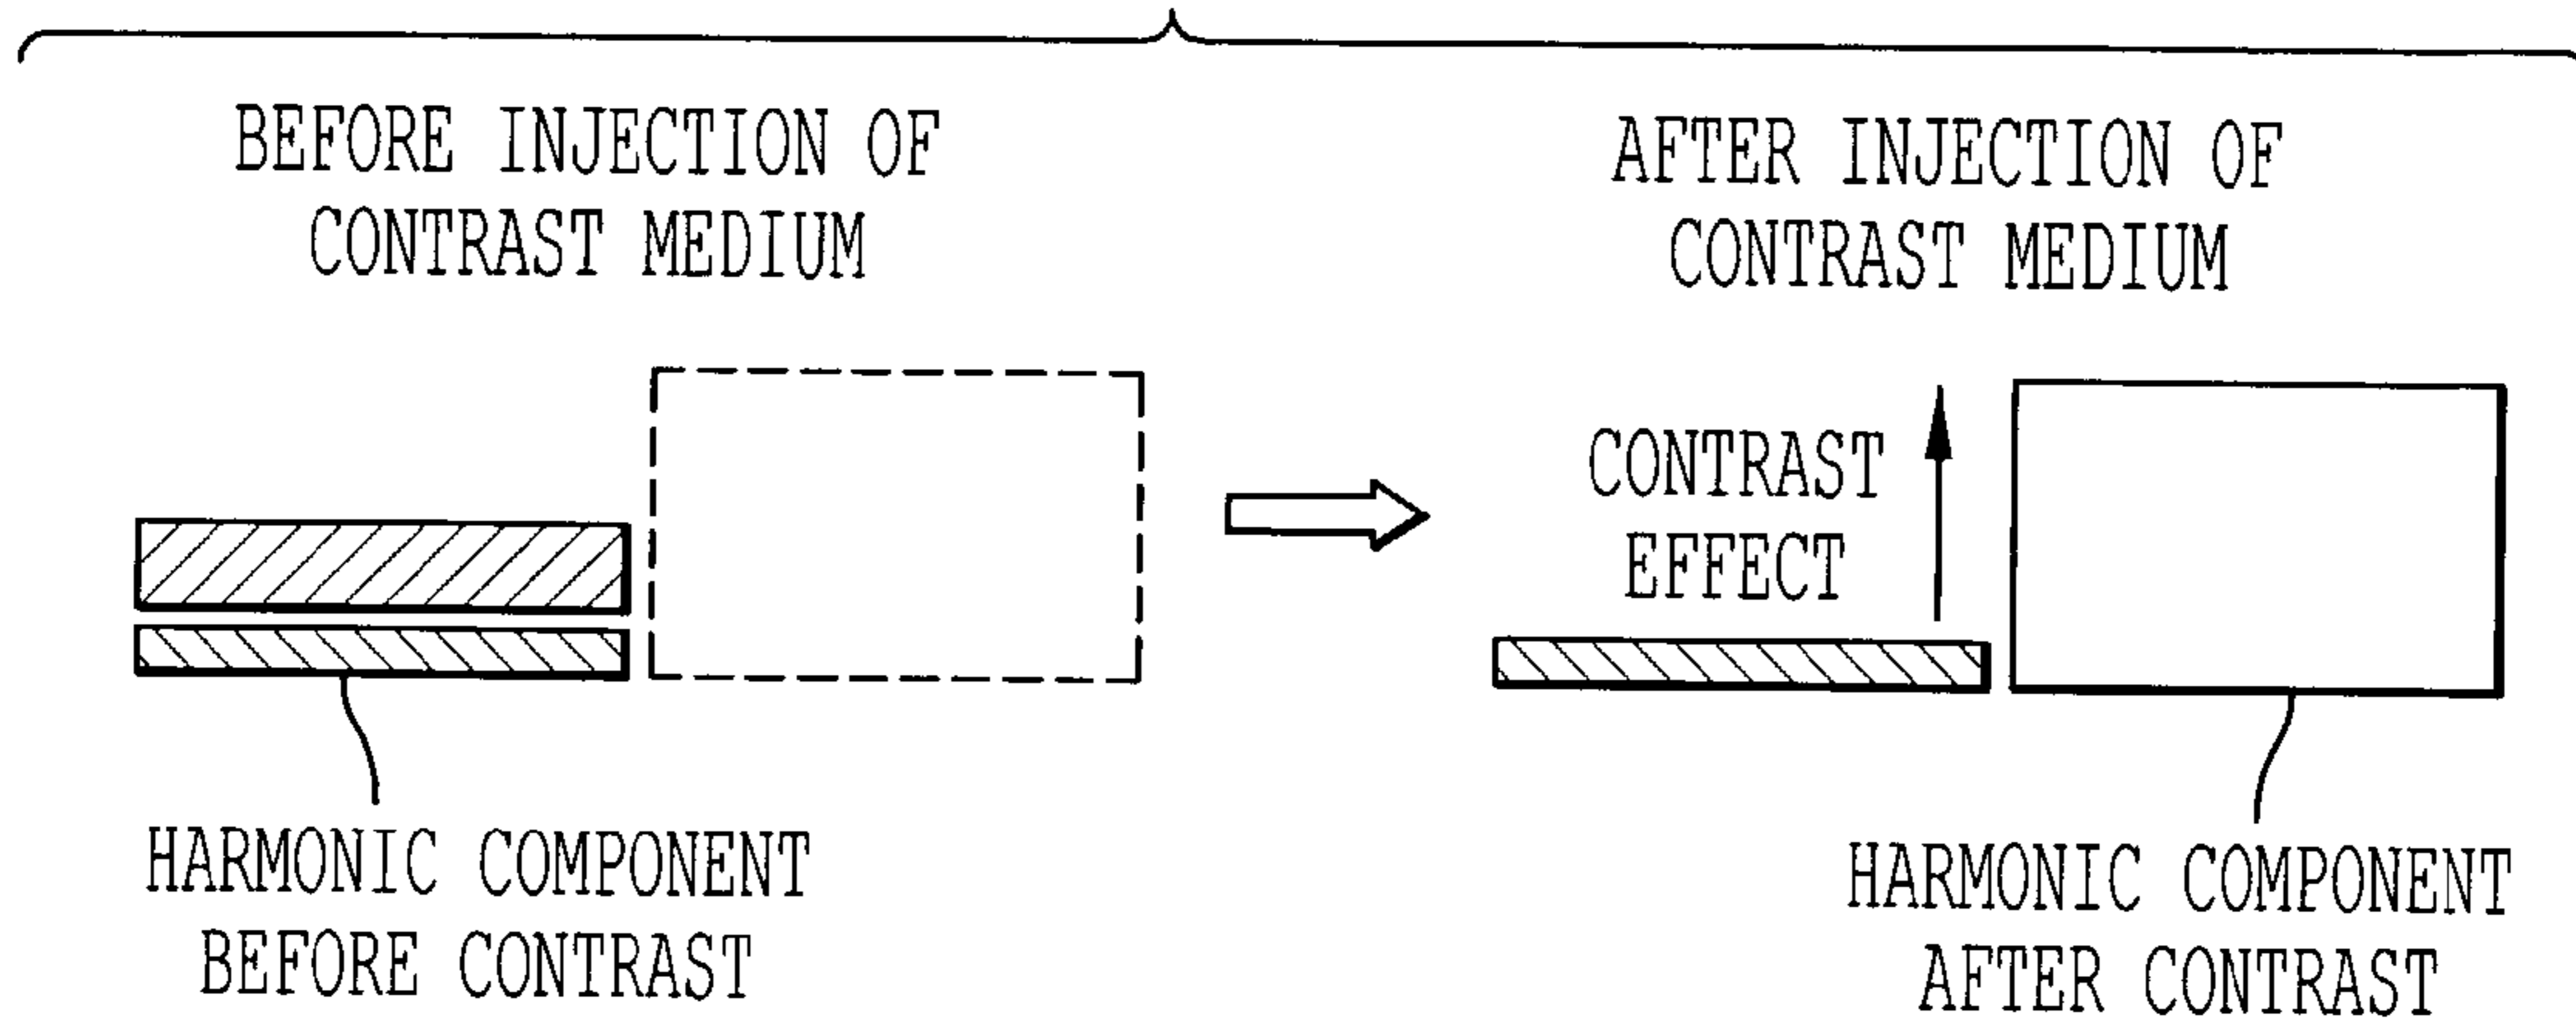 BEFORE INJECTION OF
CONTRAST MEDIUM
AFTER INJECTION OF
CONTRAST MEDIUM
CONTRAST
EFFECT
HARMONIC COMPONENT
BEFORE CONTRAST
HARMONIC COMPONENT
AFTER CONTRAST